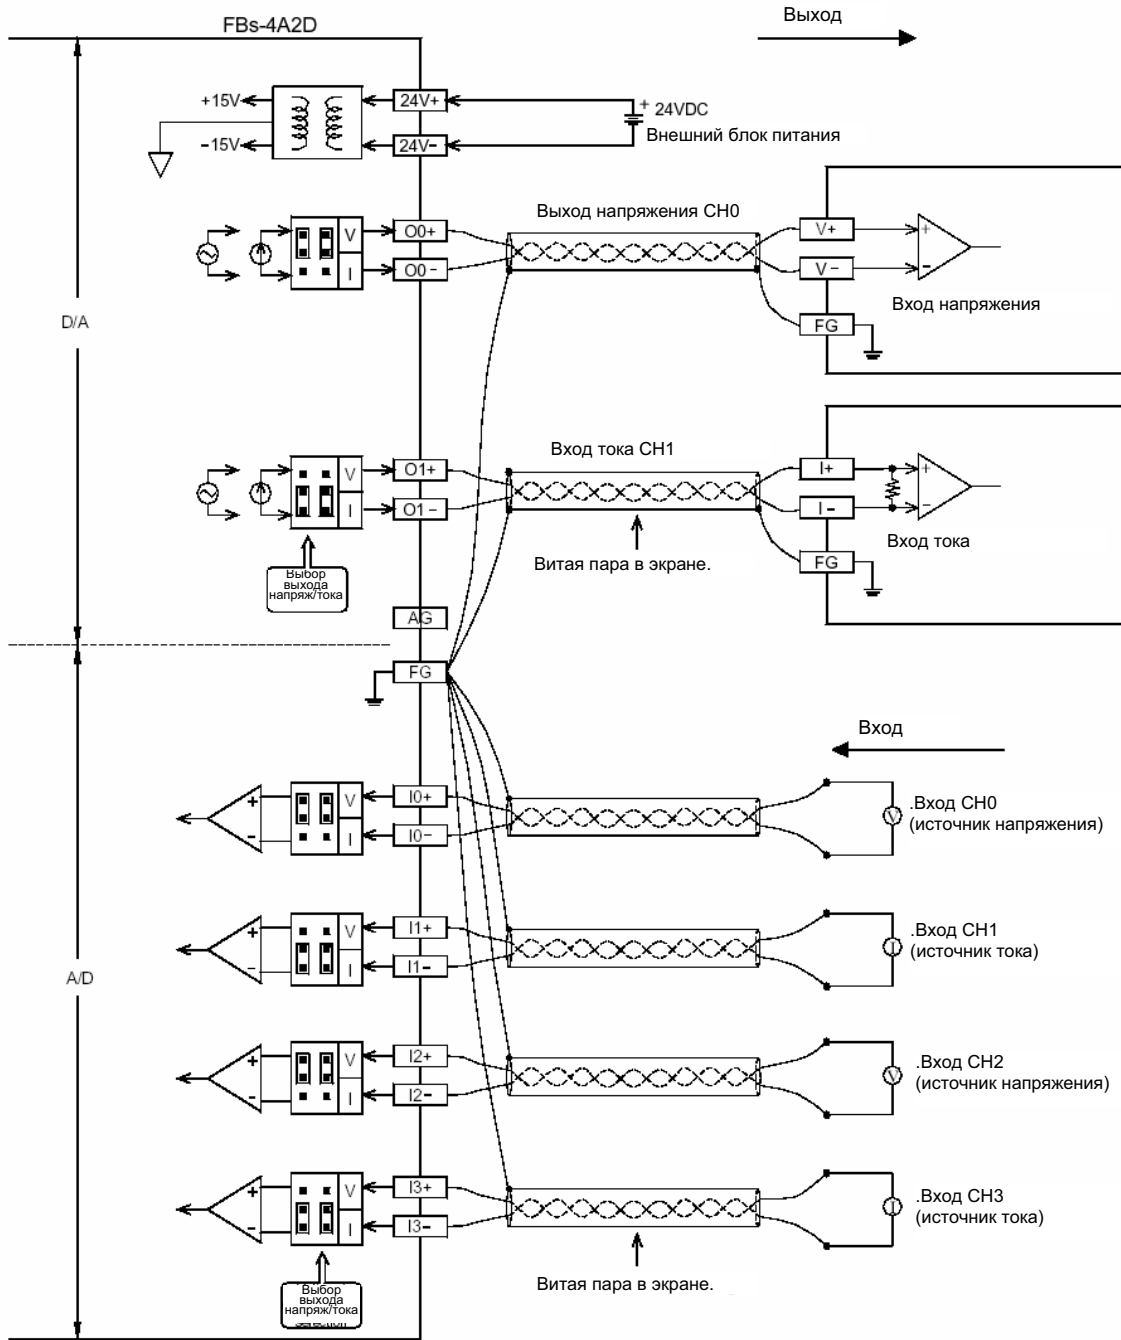 FBs-4A2D
Выход
+15V
24V+
+ 24VDC
Внешний блок питания
-15V
24V-
Выход напряжения CH0
V
O0+
V+
+
I
O0-
V-
-
Вход напряжения
FG
D/A
Вход тока CH1
V
O1+
I+
+
I
O1-
I-
-
Вход тока
Витая пара в экране.
FG
Выбор
выхода
напряж/тока
AG
FG
Вход
+
V
I0+
-
I
I0-
V
.Вход CH0
(источник напряжения)
+
V
I1+
-
I
I1-
I
.Вход CH1
(источник тока)
A/D
+
V
I2+
-
I
I2-
V
.Вход CH2
(источник напряжения)
+
V
I3+
-
I
I3-
I
.Вход CH3
(источник тока)
Витая пара в экране.
Выбор
выхода
напряж/тока